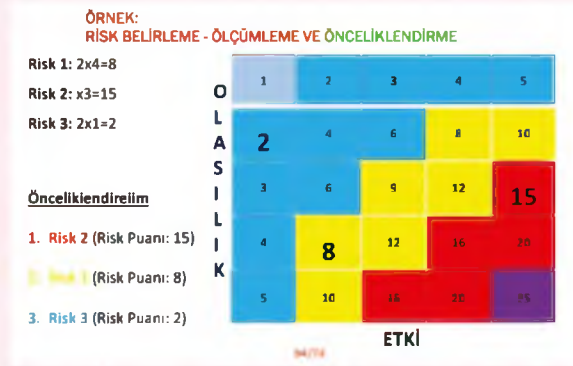 ÖRNEK:
RİSK BELİRLEME - ÖLÇÜMLEME VE ÖNCELİKLENDİRME
Risk 1: 2x4=8
Risk 2: x3=15
Risk 3: 2x1=2
Önceliklendireiim
1. Risk 2 (Risk Puanı: 15)
(Risk Puanı: 8)
3. Risk 3 (Risk Puanı: 2)
OLASILIK
1 2 3 4 5
2 4 6 8 10
3 6 9 12 15
4 8 12 16 20
5 10 20
ETKİ